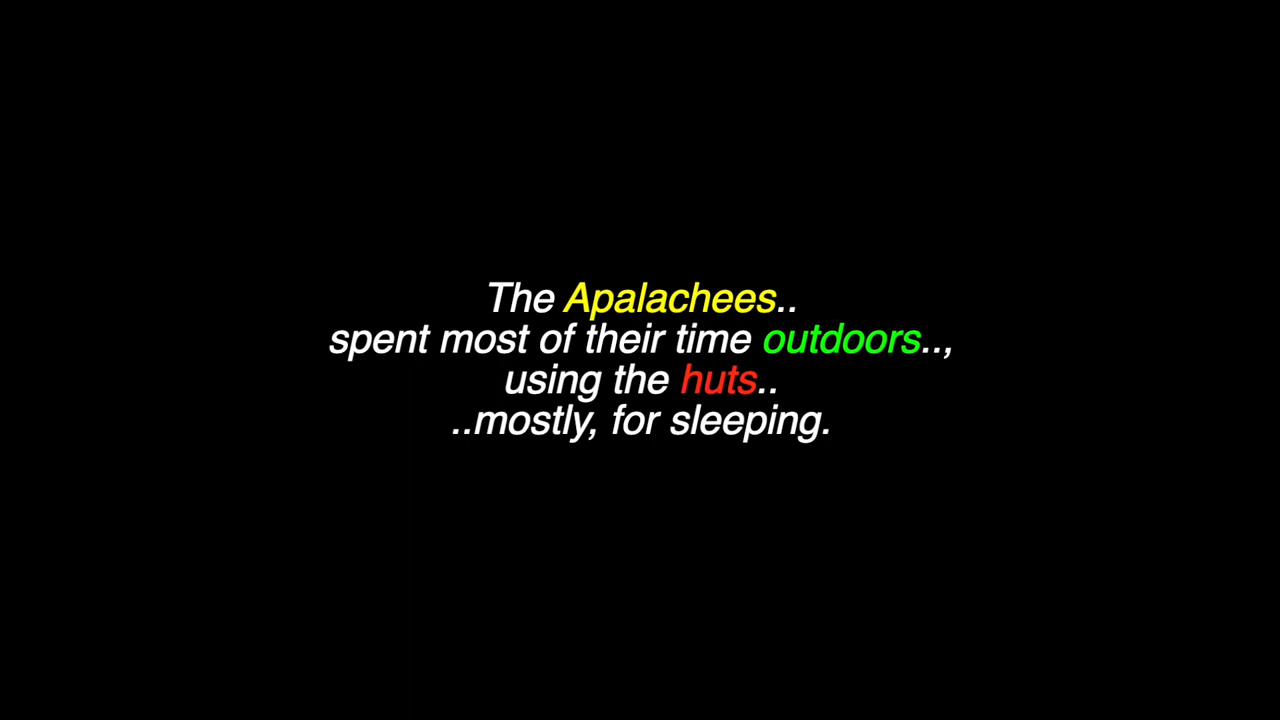 The Apalachees..
spent most of their time outdoors..,
using the huts..
..mostly, for sleeping.